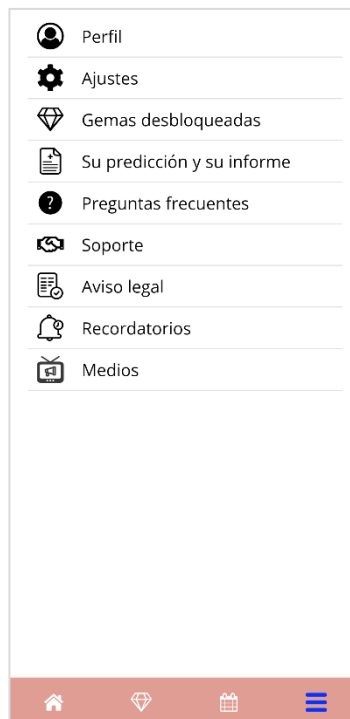 Perfil
Ajustes
Gemas desbloqueadas
Su predicción y su informe
Preguntas frecuentes
Soporte
Aviso legal
Recordatorios
Medios